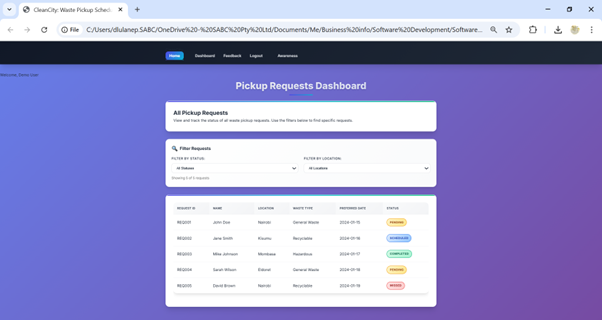 CleanCity: Waste Pickup Sched
File
C:/Users/dlulanep.SABC/OneDrive%20-%20SABC%20Pty%20Ltd/Documents/Me/Business%20info/Software%20Development/Software...
Home Dashboard Feedback Logout Awareness
Welcome, Demo User
Pickup Requests Dashboard
All Pickup Requests
View and track the status of all waste pickup requests. Use the filters below to find specific requests.
Filter Requests
FILTER BY STATUS: FILTER BY LOCATION:
All Statuses All Locations
Showing 5 of 5 requests
REQUEST ID NAME LOCATION WASTE TYPE PREFERRED DATE STATUS
REQ001 John Doe Nairobi General Waste 2024-01-15 PENDING
REQ002 Jane Smith Kisumu Recyclable 2024-01-16 SCHEDULED
REQ003 Mike Johnson Mombasa Hazardous 2024-01-17 COMPLETED
REQ004 Sarah Wilson Eldoret General Waste 2024-01-18 PENDING
REQ005 David Brown Nairobi Recyclable 2024-01-19 MISSED